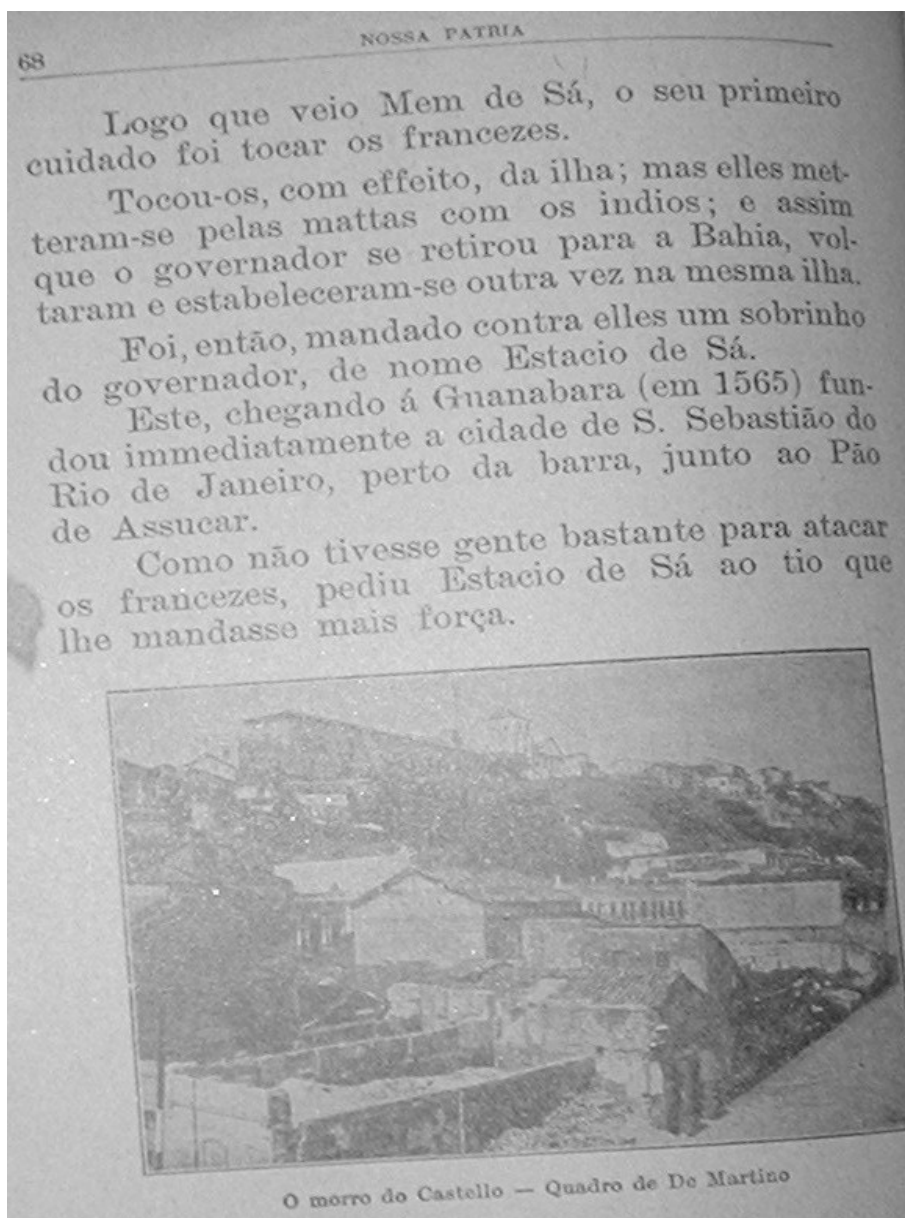 68
NOSSA PATRIA
Logo que veio Mem de Sá, o seu primeiro
cuidado foi tocar os francezes.
Tocou-os, com effeito, da ilha; mas elles met-
teram-se pelas mattas com os indios; e assim
que o governador se retirou para a Bahia, vol-
taram e estabeleceram-se outra vez na mesma ilha.
Foi, então, mandado contra elles um sobrinho
do governador, de nome Estacio de Sá.
Este, chegando á Guanabara (em 1565) fun-
dou immediatamente a cidade de S. Sebastião do
Rio de Janeiro, perto da barra, junto ao Pão
de Assucar.
Como não tivesse gente bastante para atacar
os francezes, pediu Estacio de Sá ao tio que
lhe mandasse mais força.
O morro do Castello — Quadro de De Martino